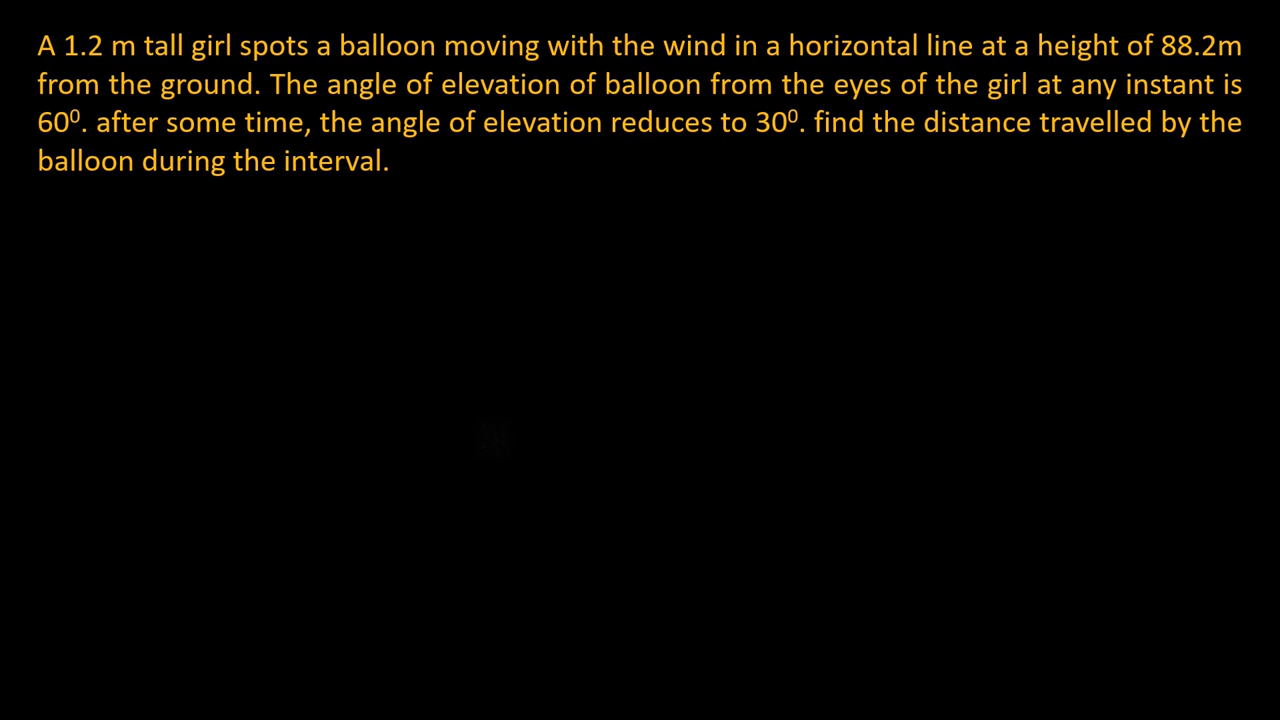 A 1.2 m tall girl spots a balloon moving with the wind in a horizontal line at a height of 88.2m
from the ground. The angle of elevation of balloon from the eyes of the girl at any instant is
60⁰. after some time, the angle of elevation reduces to 30⁰. find the distance travelled by the
balloon during the interval.